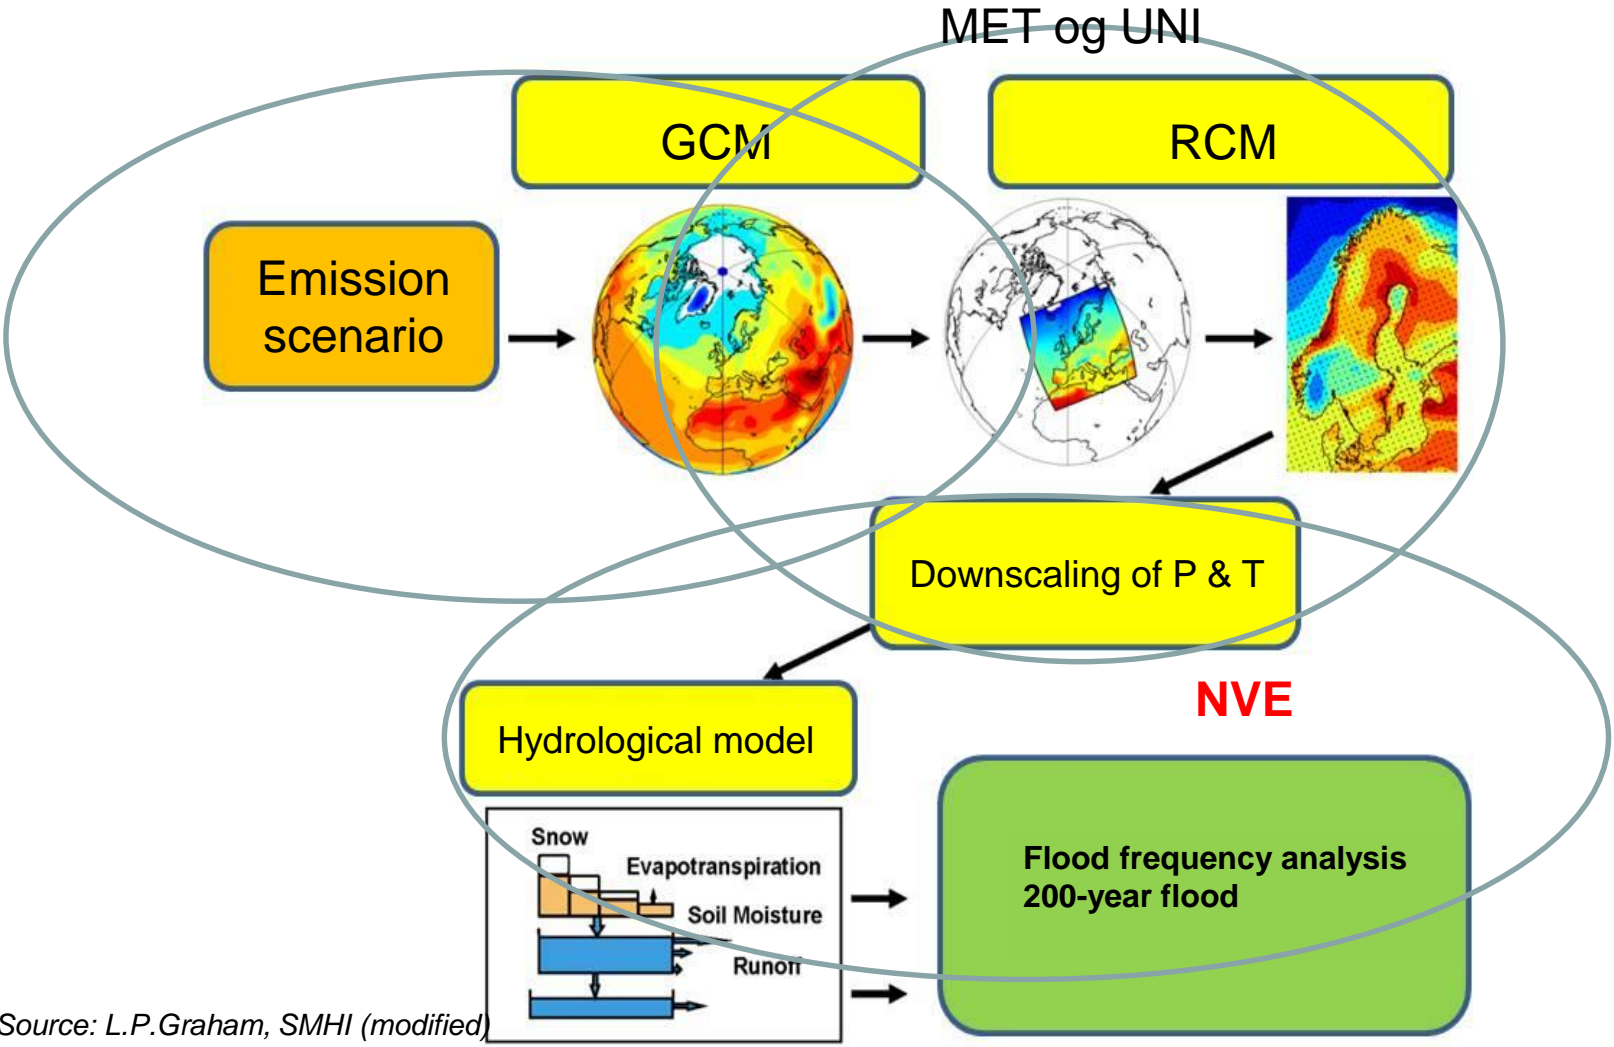 MET og UNI
GCM
RCM
Emission
scenario
Downscaling of P & T
NVE
Hydrological model
Snow
Evapotranspiration
Soil Moisture
Runoff
Flood frequency analysis
200-year flood
Source: L.P.Graham, SMHI (modified)